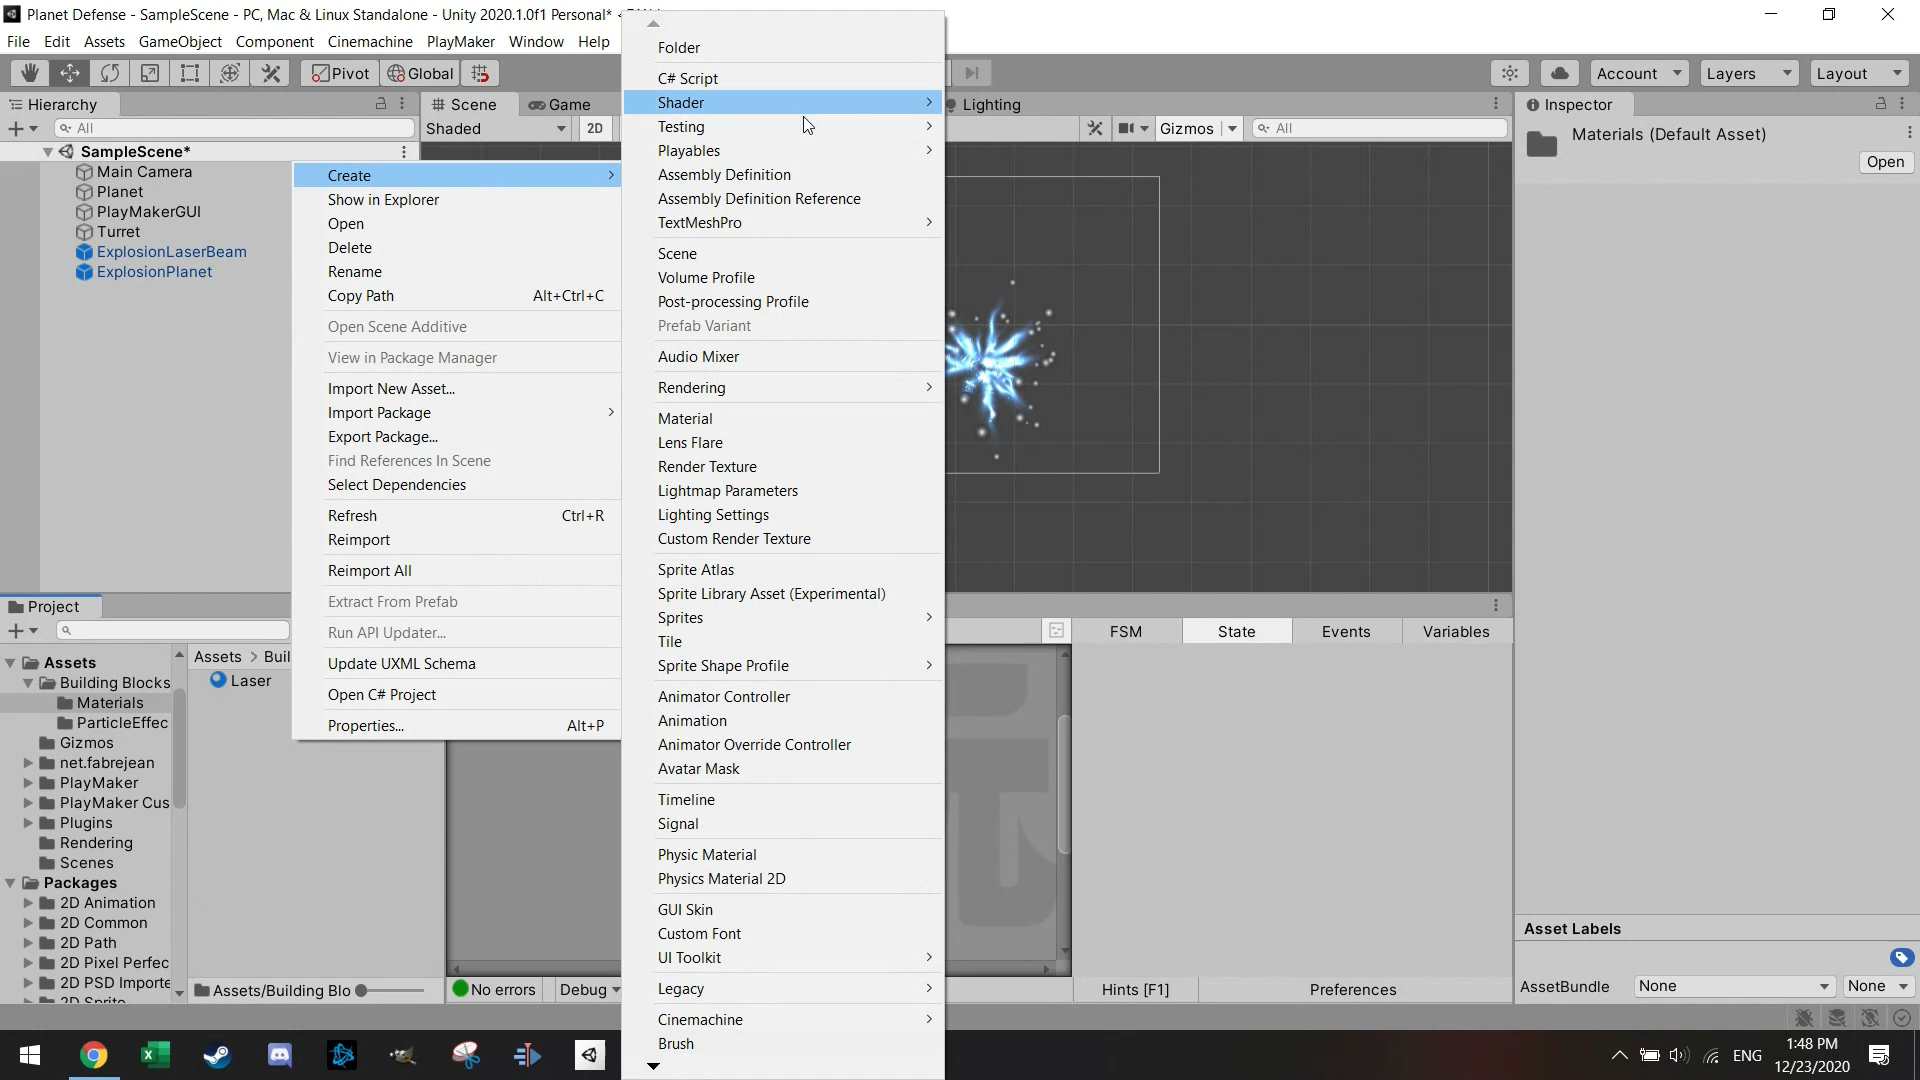 Planet Defense - SampleScene - PC, Mac & Linux Standalone - Unity 2020.1.0f1 Personal*
File Edit Assets GameObject Component Cinemachine PlayMaker Window Help
Pivot Global
Account Layers Layout
Hierarchy
All
SampleScene*
Main Camera
Planet
PlayMakerGUI
Turret
ExplosionLaserBeam
ExplosionPlanet
Scene Game
Shaded 2D
Lighting
Gizmos All
Create
Show in Explorer
Open
Delete
Rename
Copy Path Alt+Ctrl+C
Open Scene Additive
View in Package Manager
Import New Asset...
Import Package
Export Package...
Find References In Scene
Select Dependencies
Refresh Ctrl+R
Reimport
Reimport All
Extract From Prefab
Run API Updater...
Update UXML Schema
Open C# Project
Properties... Alt+P
Folder
C# Script
Shader
Testing
Playables
Assembly Definition
Assembly Definition Reference
TextMeshPro
Scene
Volume Profile
Post-processing Profile
Prefab Variant
Audio Mixer
Rendering
Material
Lens Flare
Render Texture
Lightmap Parameters
Lighting Settings
Custom Render Texture
Sprite Atlas
Sprite Library Asset (Experimental)
Sprites
Tile
Sprite Shape Profile
Animator Controller
Animation
Animator Override Controller
Avatar Mask
Timeline
Signal
Physic Material
Physics Material 2D
GUI Skin
Custom Font
UI Toolkit
Legacy
Cinemachine
Brush
Inspector
Materials (Default Asset)
Open
Asset Labels
AssetBundle None None
Project
Assets
Building Blocks
Materials
ParticleEffec
Gizmos
net.fabrejean
PlayMaker
PlayMaker Cus
Plugins
Rendering
Scenes
Packages
2D Animation
2D Common
2D Path
2D Pixel Perfec
2D PSD Importe
2D Sprite
Assets > Buil
Laser
Assets/Building Blo
FSM State Events Variables
No errors Debug
Hints [F1] Preferences
ENG
1:48 PM
12/23/2020